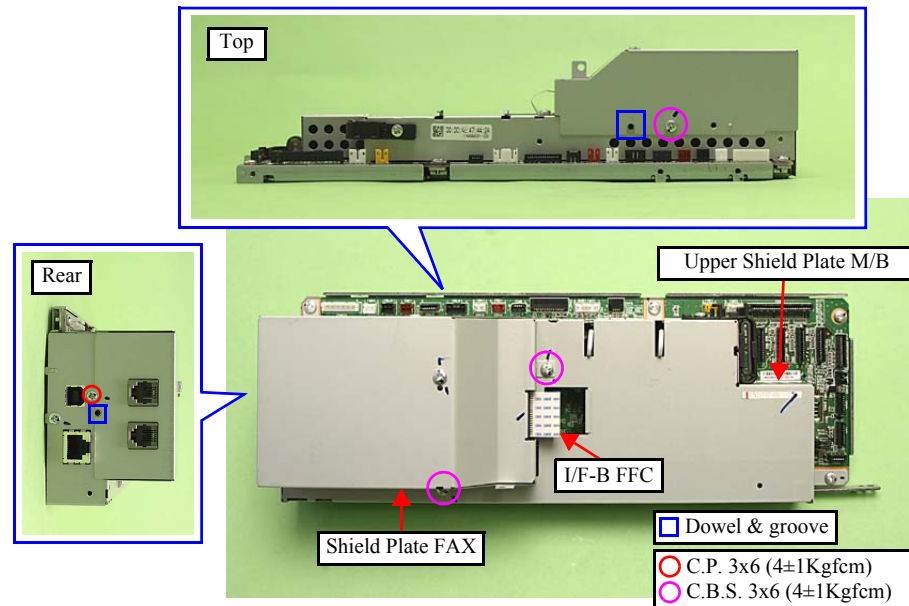 Top
Rear
Upper Shield Plate M/B
I/F-B FFC
Shield Plate FAX
Dowel & groove
C.P. 3x6 (4±1Kgfcm)
C.B.S. 3x6 (4±1Kgfcm)